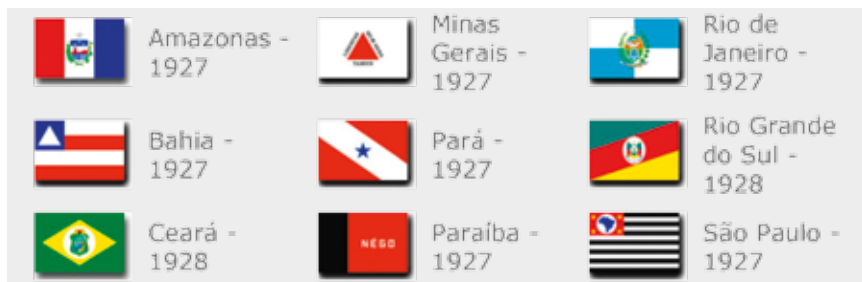 Amazonas -
1927
Minas
Gerais -
1927
Rio de
Janeiro -
1927
Bahia -
1927
Pará -
1927
Rio Grande
do Sul -
1928
Ceará -
1928
NÉGO
Paraíba -
1927
São Paulo -
1927